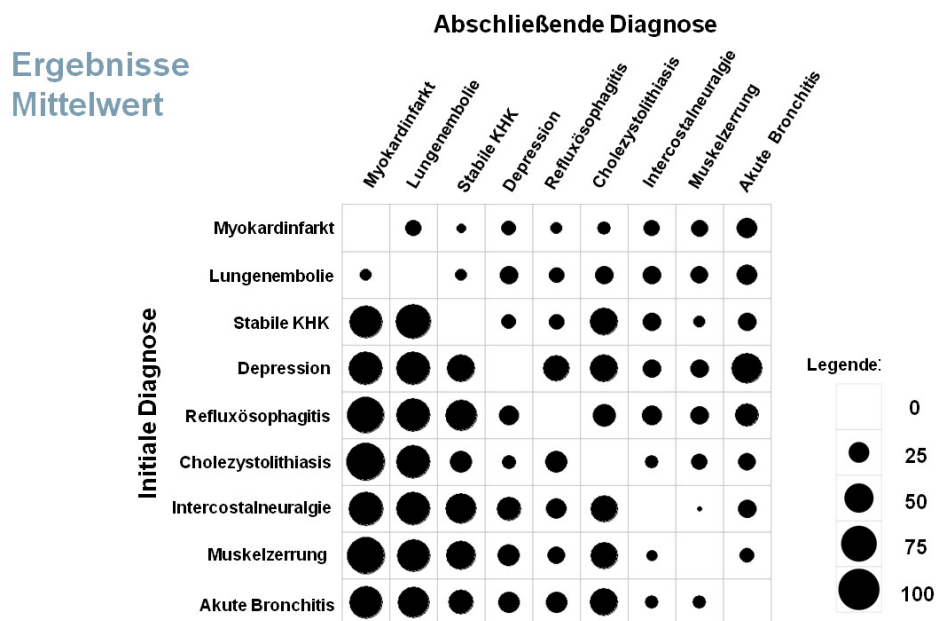 Abschließende Diagnose
Ergebnisse
Mittelwert
Myokardinfarkt
Lungenembolie
Stabile KHK
Depression
Refluxösophagitis
Cholezystolithiasis
Intercostalneuralgie
Muskelzerrung
Akute Bronchitis
Initiale Diagnose
Myokardinfarkt
Lungenembolie
Stabile KHK
Depression
Refluxösophagitis
Cholezystolithiasis
Intercostalneuralgie
Muskelzerrung
Akute Bronchitis
Legende:
0
25
50
75
100